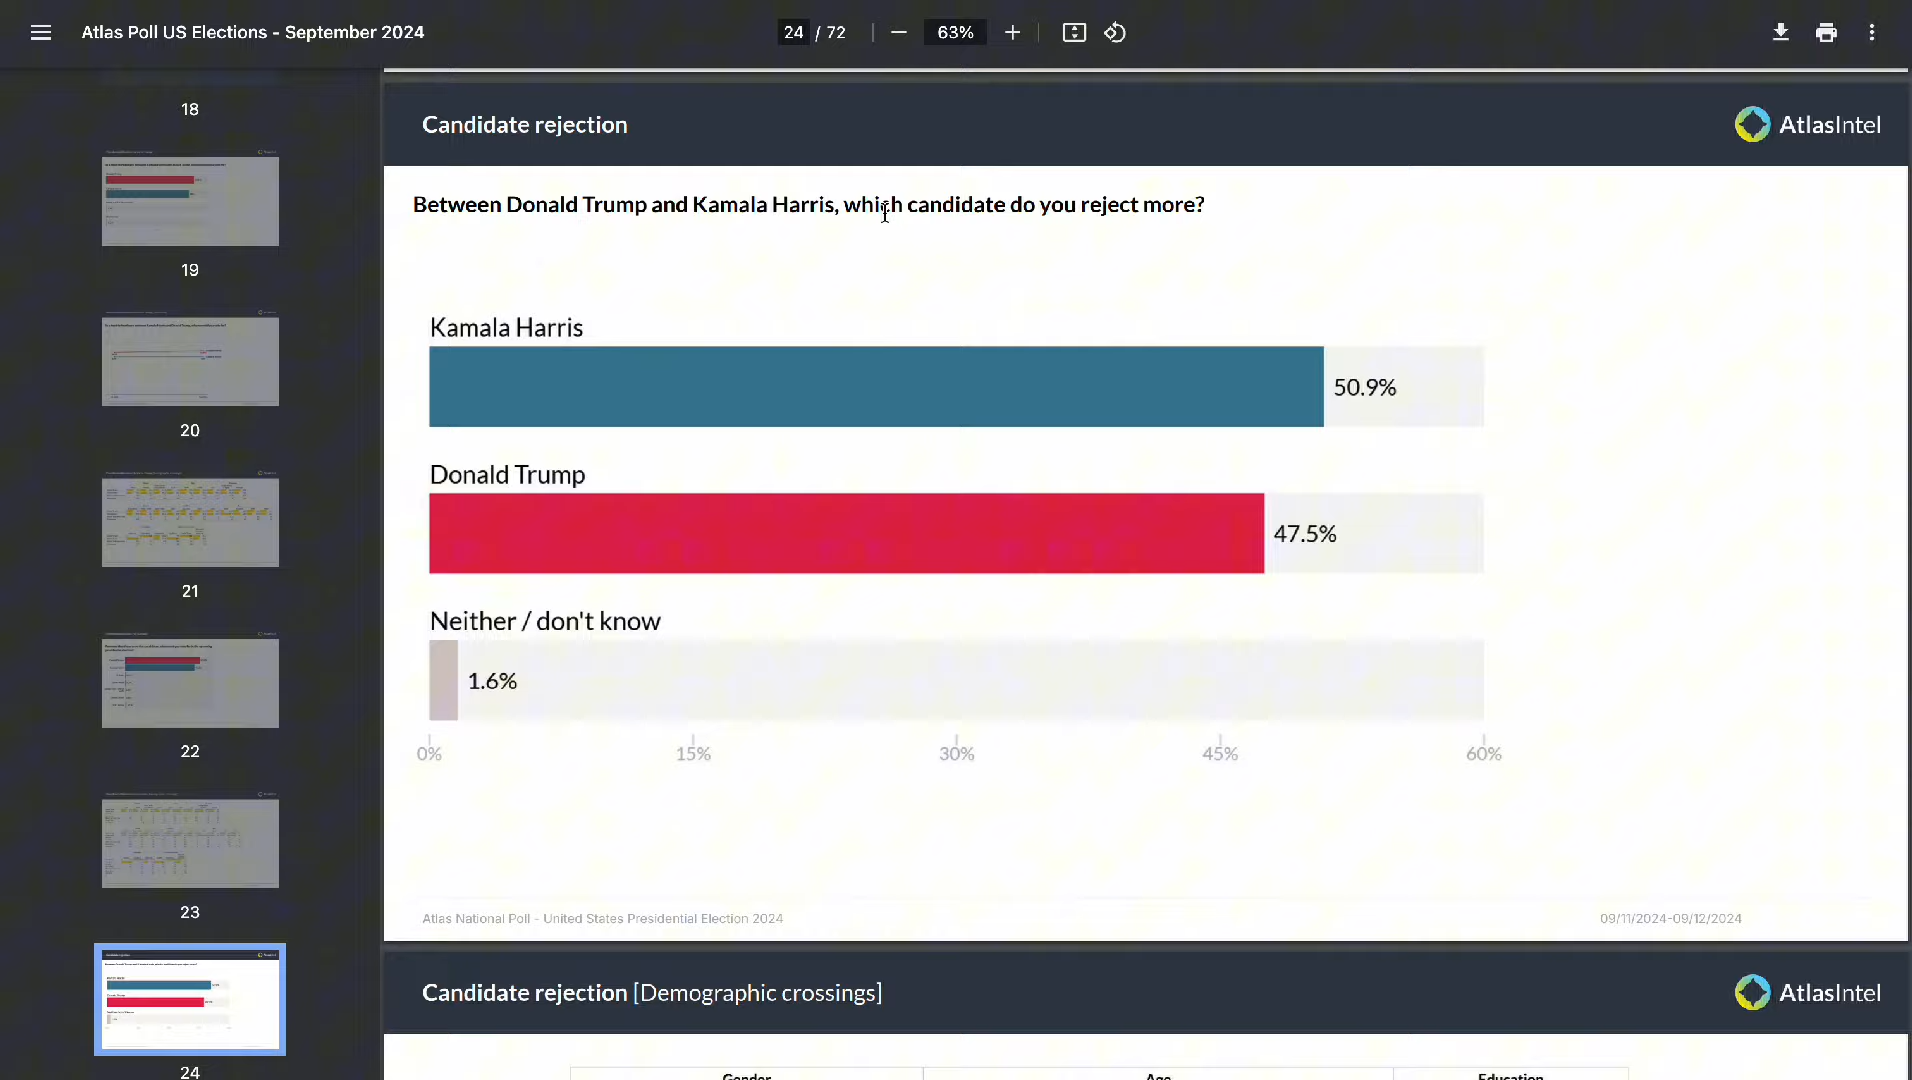 Atlas Poll US Elections - September 2024
24 / 72
63%
18
19
20
21
22
23
24
Candidate rejection
AtlasIntel
Between Donald Trump and Kamala Harris, which candidate do you reject more?
Kamala Harris
50.9%
Donald Trump
47.5%
Neither / don't know
1.6%
0% 15% 30% 45% 60%
Atlas National Poll - United States Presidential Election 2024
09/11/2024-09/12/2024
Candidate rejection [Demographic crossings]
AtlasIntel
Gender Age Education